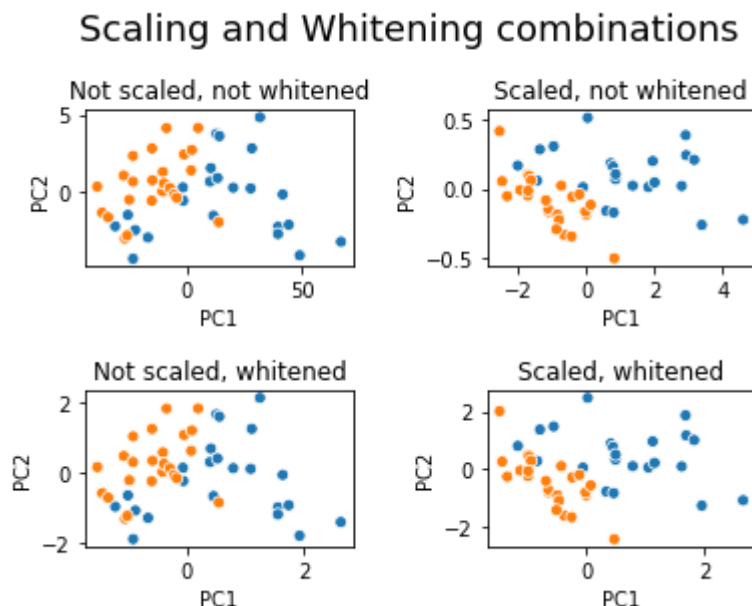 Scaling and Whitening combinations
Not scaled, not whitened
Scaled, not whitened
5
0
PC2
0
50
PC1
0.5
0.0
−0.5
PC2
−2
0
2
4
PC1
Not scaled, whitened
Scaled, whitened
2
0
−2
PC2
0
2
PC1
2
0
−2
PC2
0
2
PC1